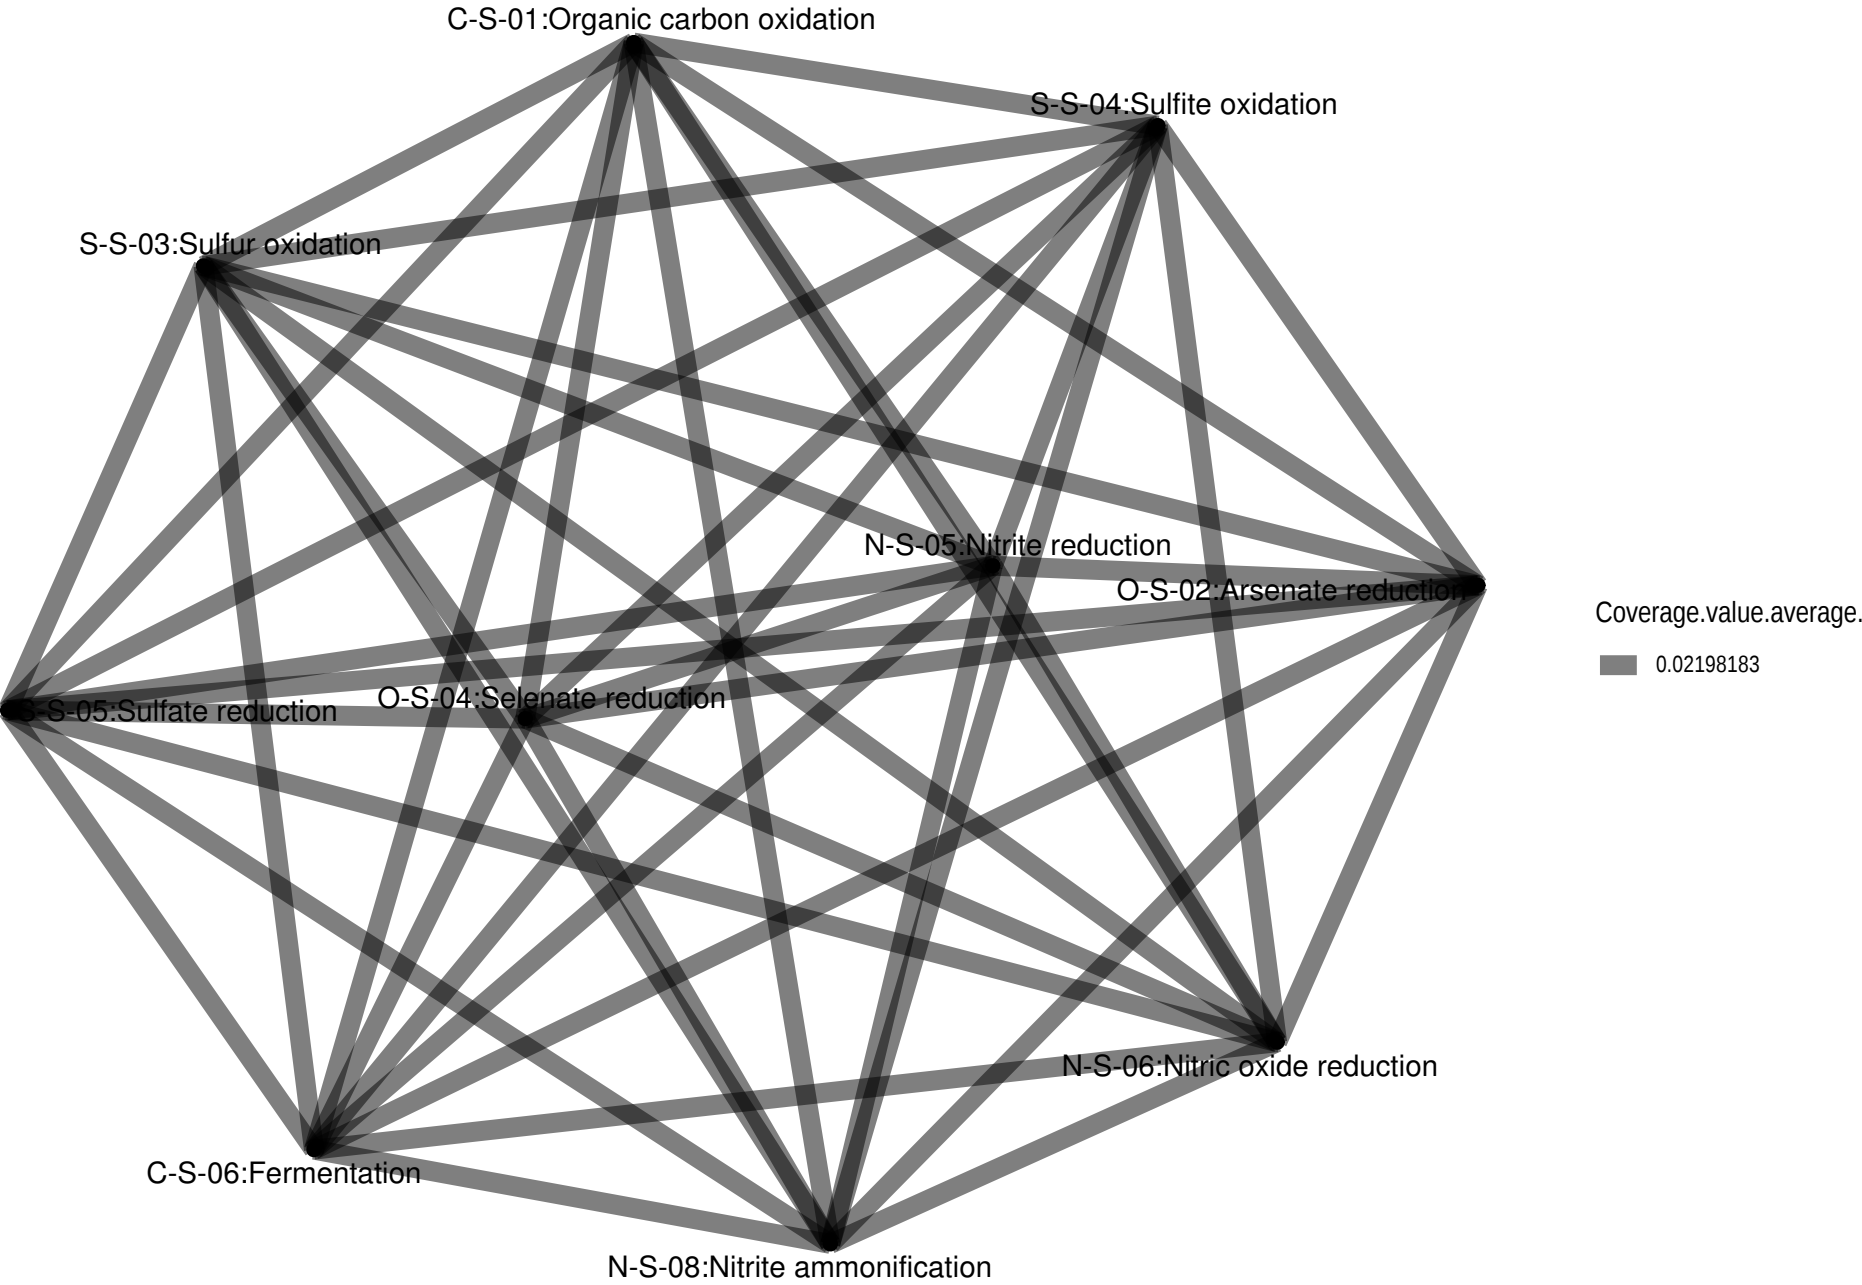 C-S-01:Organic carbon oxidation
S-S-04:Sulfite oxidation
S-S-03:Sulfur oxidation
N-S-05:Nitrite reduction
O-S-02:Arsenate reduction
Coverage.value.average.
0.02198183
O-S-04:Selenate reduction
S-S-05:Sulfate reduction
N-S-06:Nitric oxide reduction
C-S-06:Fermentation
N-S-08:Nitrite ammonification